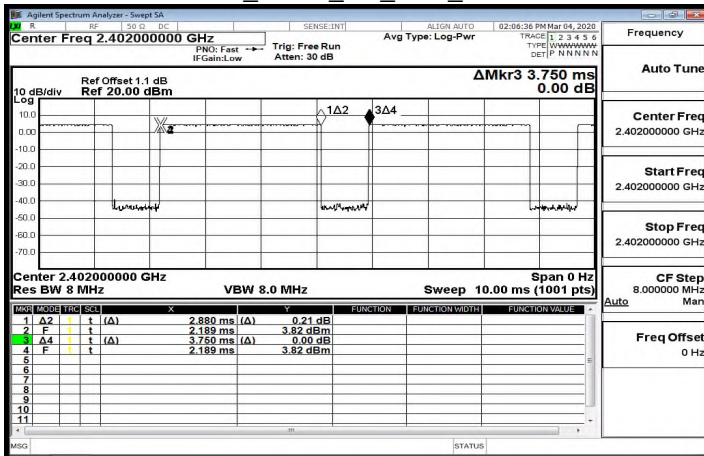 Agilent Spectrum Analyzer - Swept SA
R RF 50 Ω DC SENSE:INT ALIGN AUTO 02:06:36 PM Mar 04, 2020
Center Freq 2.402000000 GHz
PNO: Fast
IFGain:Low
Trig: Free Run
Atten: 30 dB
Avg Type: Log-Pwr
TRACE 1 2 3 4 5 6
TYPE WWWWWW
DET P N N N N N
Frequency
Auto Tune
Center Freq
2.402000000 GHz
Start Freq
2.402000000 GHz
Stop Freq
2.402000000 GHz
CF Step
8.000000 MHz
Auto Man
Freq Offset
0 Hz
ΔMkr3 3.750 ms
0.00 dB
Ref Offset 1.1 dB
10 dB/div Ref 20.00 dBm
Log
1Δ2 3Δ4
10.0
0.00
-10.0
-20.0
-30.0
-40.0
-50.0
-60.0
-70.0
Center 2.402000000 GHz Span 0 Hz
Res BW 8 MHz VBW 8.0 MHz Sweep 10.00 ms (1001 pts)
MKR MODE TRC SCL X Y FUNCTION FUNCTION WIDTH FUNCTION VALUE
1 Δ2 1 t (Δ) 2.880 ms (Δ) 0.21 dB
2 F 1 t 2.189 ms 3.82 dBm
3 Δ4 1 t (Δ) 3.750 ms (Δ) 0.00 dB
4 F 1 t 2.189 ms 3.82 dBm
5
6
7
8
9
10
11
MSG STATUS